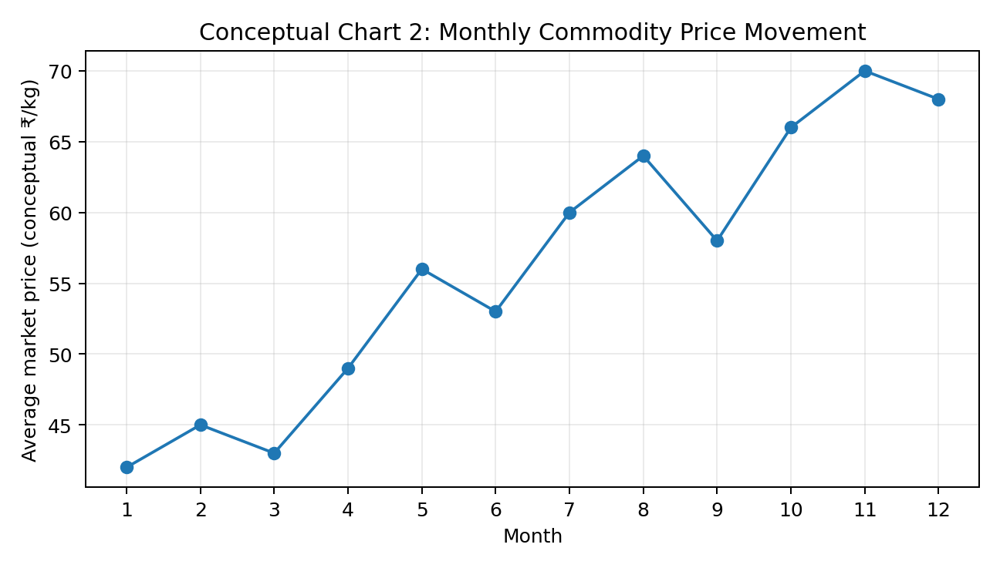 Conceptual Chart 2: Monthly Commodity Price Movement
Average market price (conceptual ₹/kg)
70
65
60
55
50
45
1 2 3 4 5 6 7 8 9 10 11 12
Month